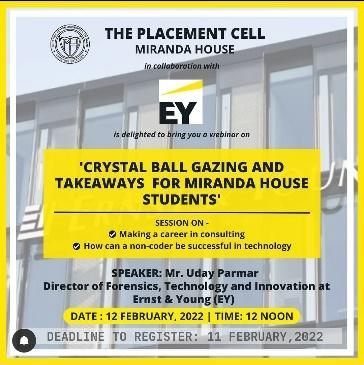 THE PLACEMENT CELL
MIRANDA HOUSE
in collaboration with
EY
is delighted to bring you a webinar on
'CRYSTAL BALL GAZING AND
TAKEAWAYS FOR MIRANDA HOUSE
STUDENTS'
SESSION ON -
Making a career in consulting
How can a non-coder be successful in technology
SPEAKER: Mr. Uday Parmar
Director of Forensics, Technology and Innovation at
Ernst & Young (EY)
DATE : 12 FEBRUARY, 2022 | TIME: 12 NOON
DEADLINE TO REGISTER: 11 FEBRUARY,2022